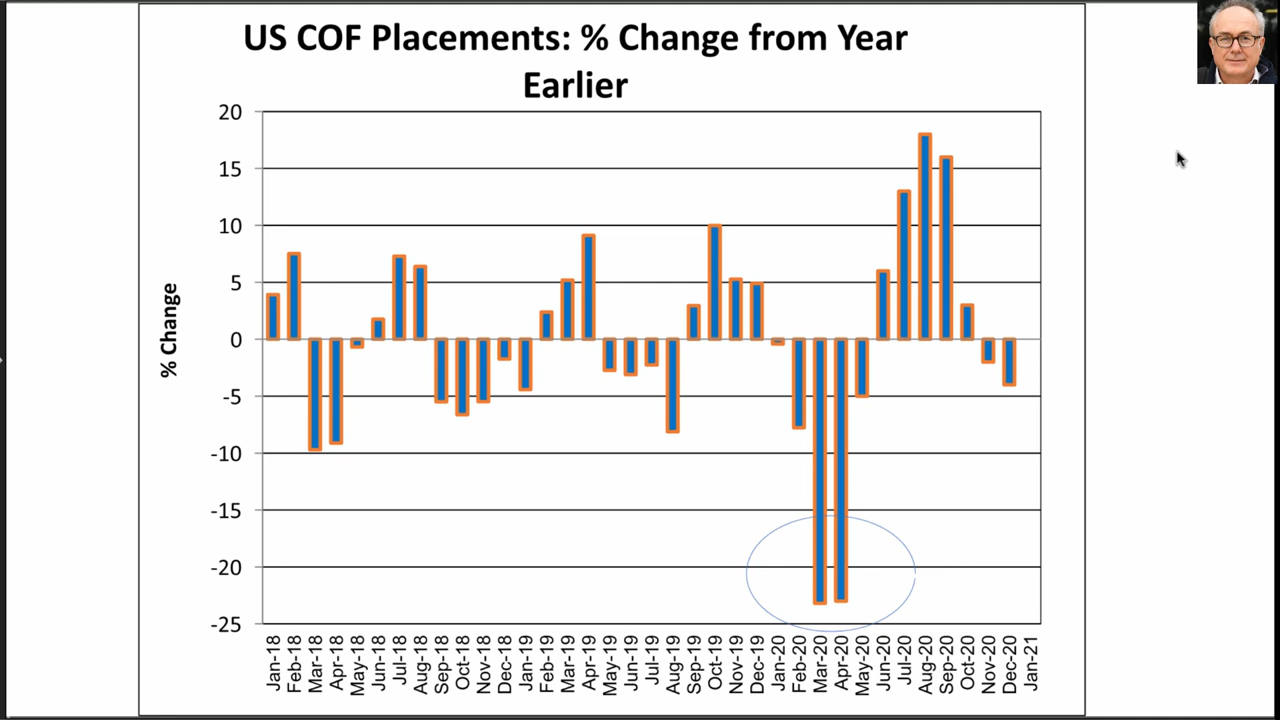 US COF Placements: % Change from Year
Earlier
20
15
10
5
0
-5
-10
-15
-20
-25
% Change
Jan-18
Feb-18
Mar-18
Apr-18
May-18
Jun-18
Jul-18
Aug-18
Sep-18
Oct-18
Nov-18
Dec-18
Jan-19
Feb-19
Mar-19
Apr-19
May-19
Jun-19
Jul-19
Aug-19
Sep-19
Oct-19
Nov-19
Dec-19
Jan-20
Feb-20
Mar-20
Apr-20
May-20
Jun-20
Jul-20
Aug-20
Sep-20
Oct-20
Nov-20
Dec-20
Jan-21